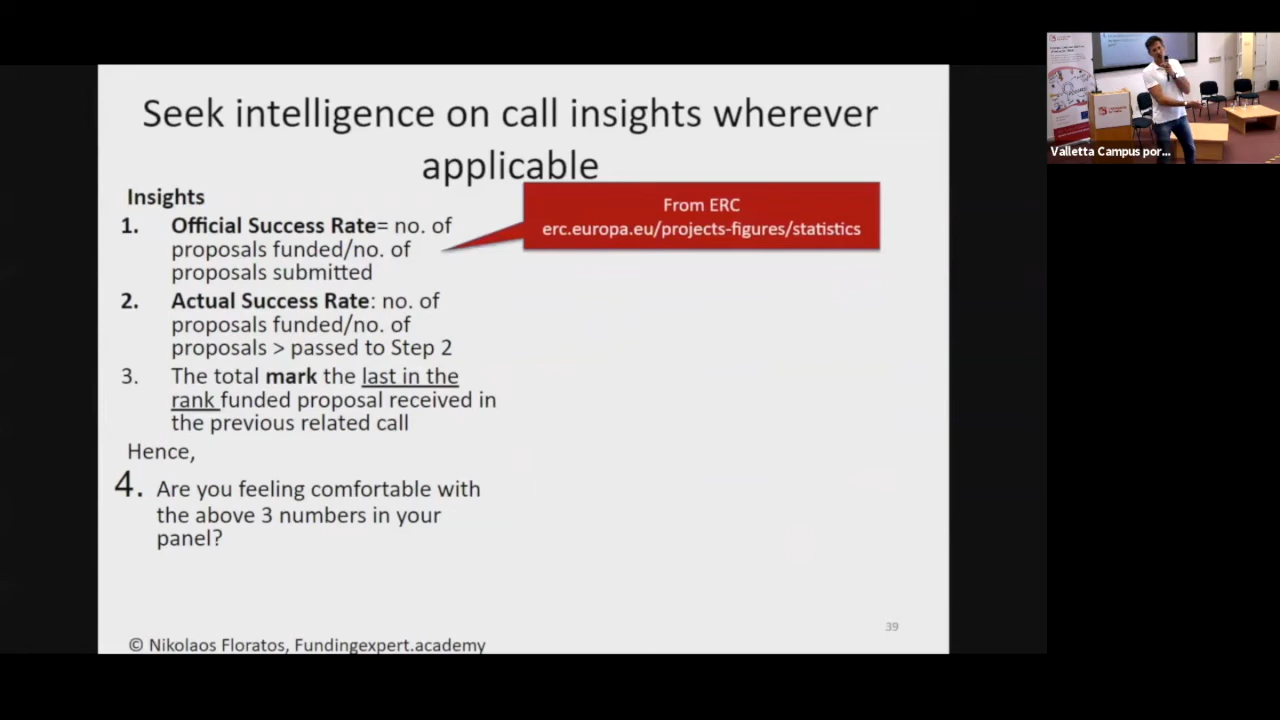 Seek intelligence on call insights wherever
applicable
Insights
1. Official Success Rate= no. of
proposals funded/no. of
proposals submitted
2. Actual Success Rate: no. of
proposals funded/no. of
proposals > passed to Step 2
3. The total mark the last in the
rank funded proposal received in
the previous related call
Hence,
4. Are you feeling comfortable with
the above 3 numbers in your
panel?
From ERC
erc.europa.eu/projects-figures/statistics
39
© Nikolaos Floratos, Fundingexpert.academy
Valletta Campus por...